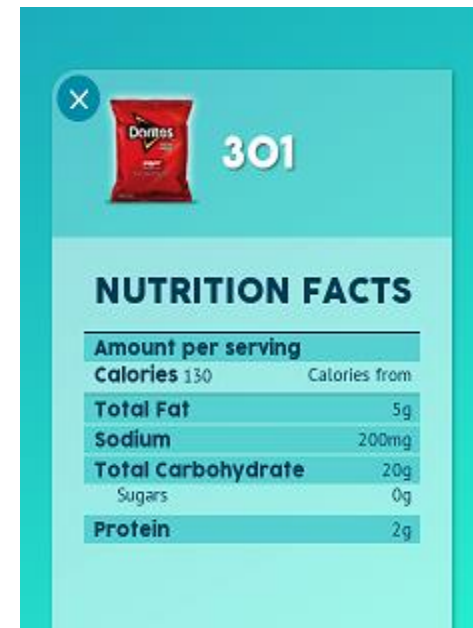 Doritos
301
NUTRITION FACTS
Amount per serving
Calories 130 Calories from
Total Fat 5g
Sodium 200mg
Total Carbohydrate 20g
Sugars 0g
Protein 2g